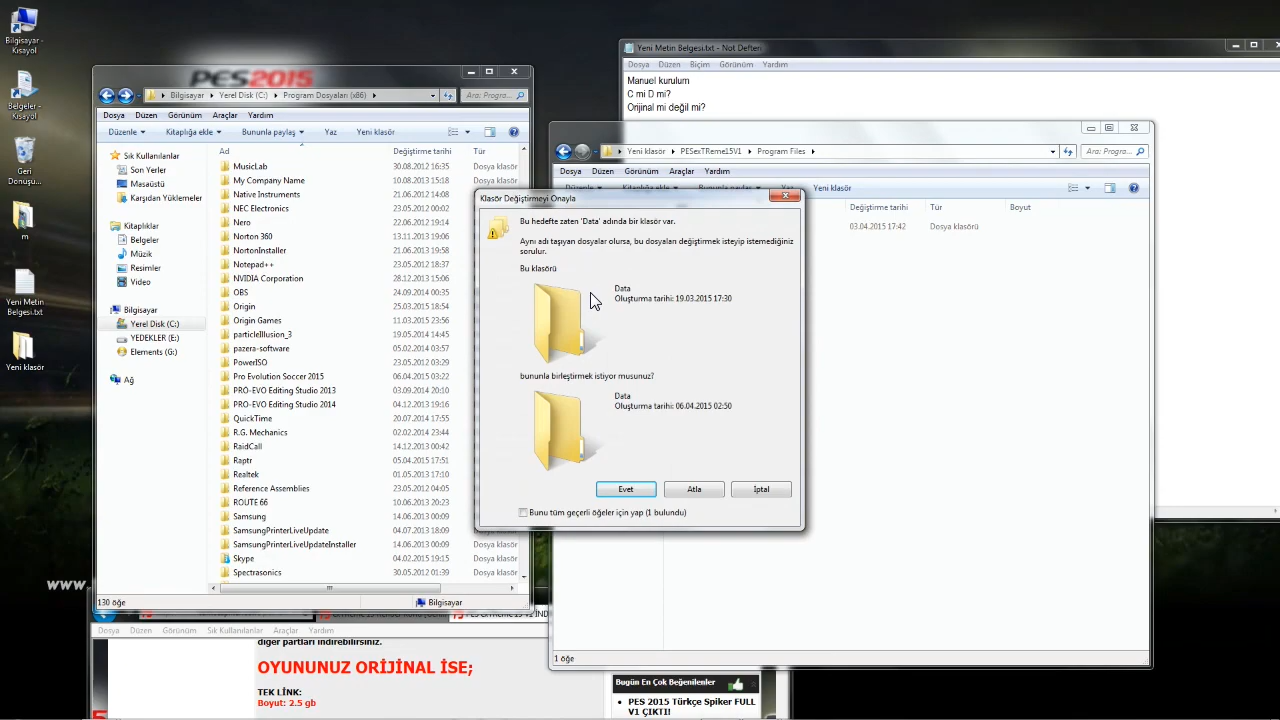 Bilgisayar -
Kısayol
Belgeler -
Kısayol
Geri
Dönüşü...
m
Yeni Metin
Belgesi.txt
Yeni klasör
PES2015
Bilgisayar
Yerel Disk (C:)
Program Dosyaları (x86)
Ara: Progra...
Dosya Düzen Görünüm Araçlar Yardım
Düzenle Kitaplığa ekle Bununla paylaş Yaz Yeni klasör
Sık Kullanılanlar
Son Yerler
Masaüstü
Karşıdan Yüklemeler
Kitaplıklar
Belgeler
Müzik
Resimler
Video
Bilgisayar
Yerel Disk (C:)
YEDEKLER (E:)
Elements (G:)
Ağ
Ad Değiştirme tarihi Tür
MusicLab 30.08.2012 16:35 Dosya klasör
My Company Name 10.08.2013 15:18 Dosya klasör
Native Instruments 21.06.2012 14:08
NEC Electronics 23.05.2012 00:02
Nero 23.05.2012 00:42
Norton 360 13.11.2013 19:06
NortonInstaller 21.06.2013 19:58
Notepad++ 23.05.2012 18:37
NVIDIA Corporation 28.12.2013 13:06
OBS 24.09.2014 00:35
Origin 25.03.2015 18:54
Origin Games 11.03.2015 23:56
particleIllusion_3 19.05.2014 14:45
pazera-software 05.02.2014 03:57
PowerISO 23.05.2012 03:29
Pro Evolution Soccer 2015 06.04.2015 02:52
PRO-EVO Editing Studio 2013 03.09.2014 20:10
PRO-EVO Editing Studio 2014 04.12.2013 19:16
QuickTime 20.07.2014 17:55
R.G. Mechanics 02.02.2014 23:44
RaidCall 14.12.2013 00:42
Raptr 05.04.2015 17:51
Realtek 01.05.2013 17:10
Reference Assemblies 23.05.2012 04:05
ROUTE 66 10.06.2013 20:23
Samsung 14.06.2013 00:09
SamsungPrinterLiveUpdate 04.07.2013 18:09
SamsungPrinterLiveUpdateInstaller 14.06.2013 00:09 Dosya klasör
Skype 04.02.2015 19:15 Dosya klasör
Spectrasonics 30.05.2012 01:39 Dosya klasör
130 öğe
Bilgisayar
Yeni Metin Belgesi.txt - Not Defteri
Dosya Düzen Biçim Görünüm Yardım
Manuel kurulum
C mi D mi?
Orijinal mi değil mi?
Yeni klasör
PESexTReme15V1
Program Files
Ara: Progra...
Dosya Düzen Görünüm Araçlar Yardım
Yeni klasör
Değiştirme tarihi Tür Boyut
03.04.2015 17:42 Dosya klasörü
1 öğe
Klasör Değiştirmeyi Onayla
Bu hedefte zaten 'Data' adında bir klasör var.
Aynı adı taşıyan dosyalar olursa, bu dosyaları değiştirmek isteyip istemediğiniz
sorulur.
Bu klasörü
Data
Oluşturma tarihi: 19.03.2015 17:30
bununla birleştirmek istiyor musunuz?
Data
Oluşturma tarihi: 06.04.2015 02:50
Evet Atla İptal
Bunu tüm geçerli öğeler için yap (1 bulundu)
www.
Dosya Düzen Görünüm Sık Kullanılanlar Araçlar Yardım
diğer partları indirebilirsiniz.
OYUNUNUZ ORİJİNAL İSE;
TEK LİNK:
Boyut: 2.5 gb
Bugün En Çok Beğenilenler
PES 2015 Türkçe Spiker FULL
V1 ÇIKTI!